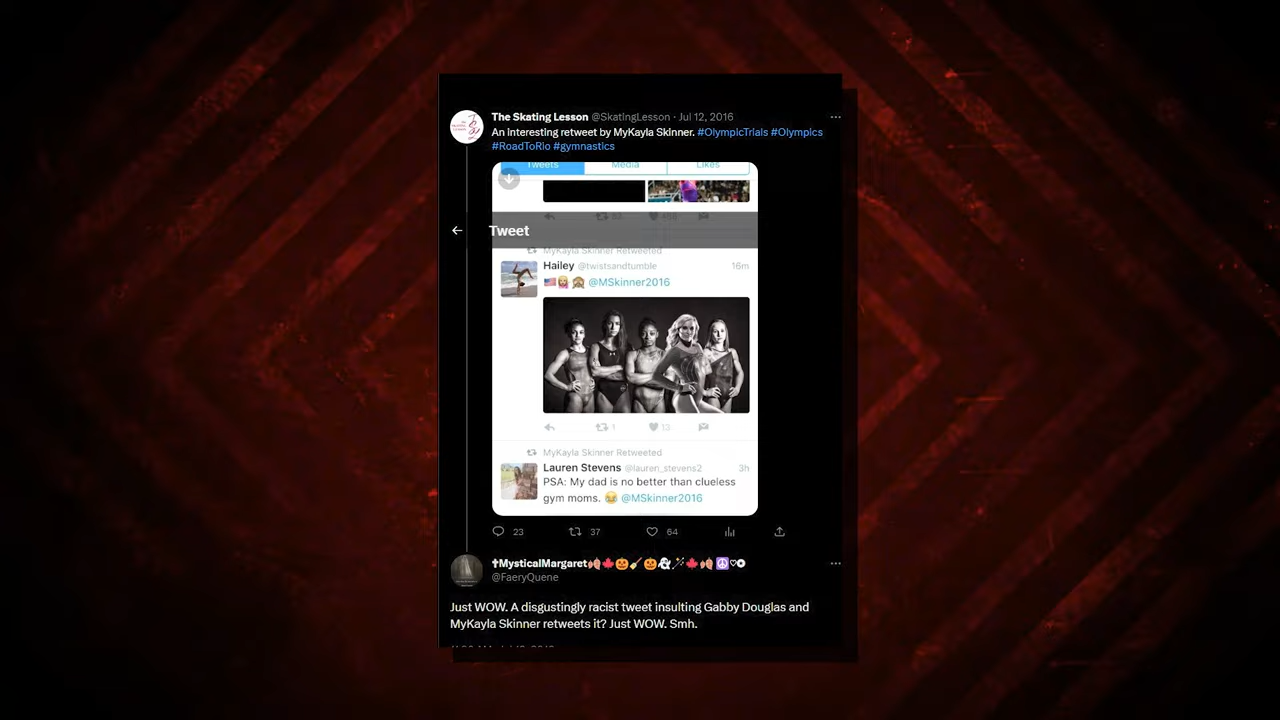 The Skating Lesson @SkatingLesson · Jul 12, 2016
An interesting retweet by MyKayla Skinner. #OlympicTrials #Olympics
#RoadToRio #gymnastics
Tweets Media Likes
Tweet
MyKayla Skinner Retweeted
Hailey @twistsandtumble 16m
🇺🇸👸🏼🙈 @MSkinner2016
1 13
MyKayla Skinner Retweeted
Lauren Stevens @lauren_stevens2 3h
PSA: My dad is no better than clueless
gym moms. 😂 @MSkinner2016
23 37 64
✝MysticalMargaret🍂🍁🎃🧹🎃👻🪄🍁🍂☮♡☮
@FaeryQuene
Just WOW. A disgustingly racist tweet insulting Gabby Douglas and
MyKayla Skinner retweets it? Just WOW. Smh.